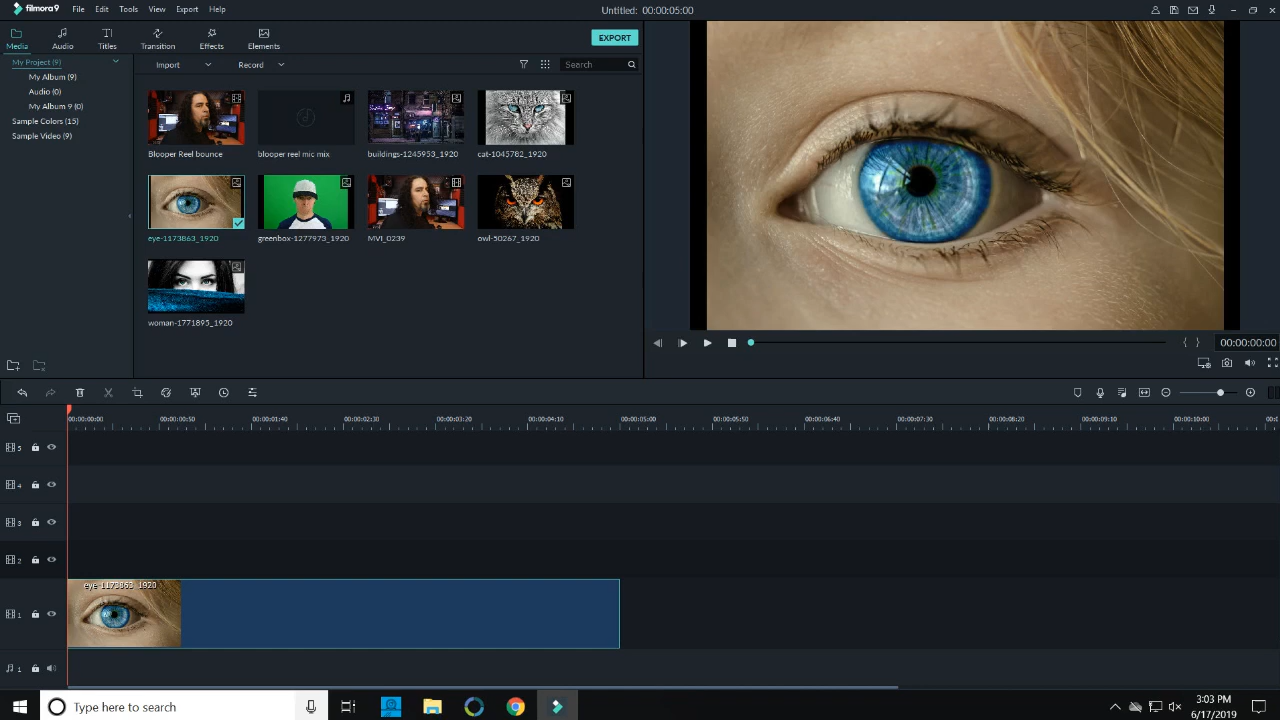 filmora9 File Edit Tools View Export Help Untitled: 00:00:05:00
Media Audio Titles Transition Effects Elements EXPORT
My Project (9)
Import Record Search
My Album (9)
Audio (0)
My Album 9 (0)
Sample Colors (15)
Sample Video (9)
Blooper Reel bounce blooper reel mic mix buildings-1245953_1920 cat-1045782_1920
eye-1173863_1920 greenbox-1277973_1920 MVI_0239 owl-50267_1920
woman-1771895_1920
{ } 00:00:00:00
00:00:00:00 00:00:00:50 00:00:01:40 00:00:02:30 00:00:03:20 00:00:04:10 00:00:05:00 00:00:05:50 00:00:06:40 00:00:07:30 00:00:08:20 00:00:09:10 00:00:10:00
5
4
3
2
eye-1173863_1920
1
1
Type here to search
3:03 PM
6/17/2019